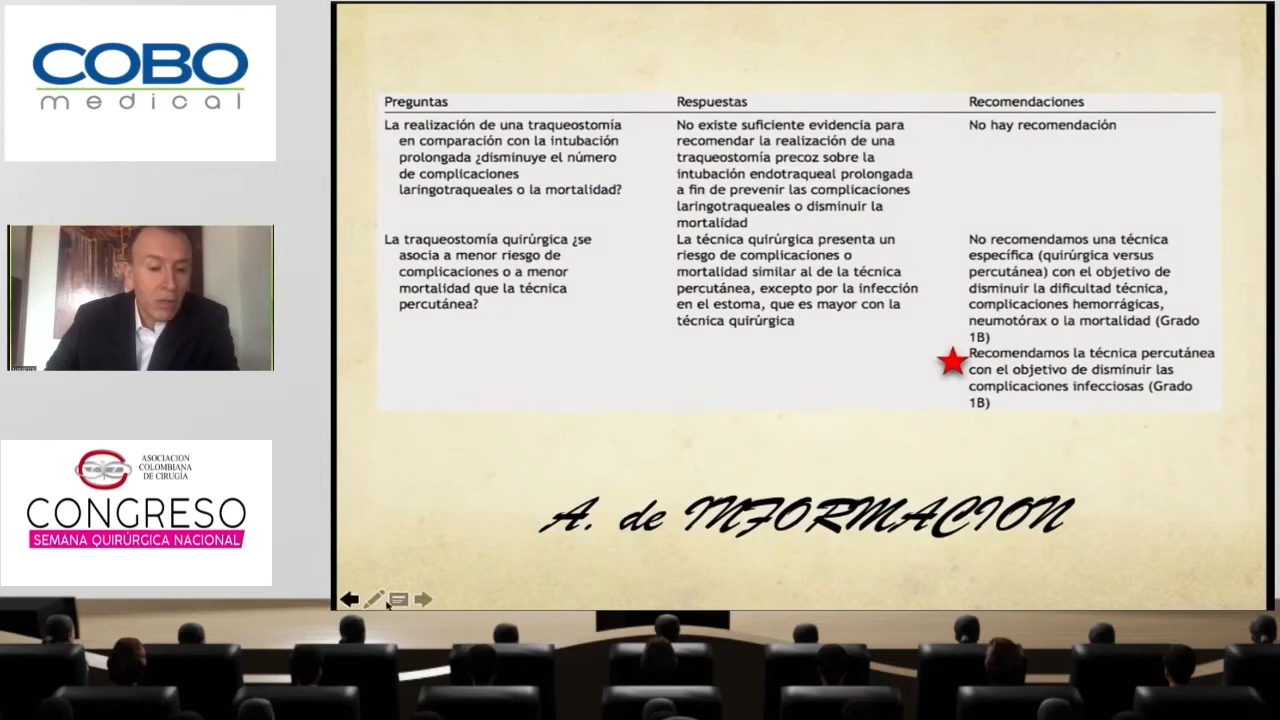 COBO
medical
ASOCIACION
COLOMBIANA
DE CIRUGÍA
CONGRESO
SEMANA QUIRÚRGICA NACIONAL
Preguntas Respuestas Recomendaciones
La realización de una traqueostomía
en comparación con la intubación
prolongada ¿disminuye el número
de complicaciones
laringotraqueales o la mortalidad?
No existe suficiente evidencia para
recomendar la realización de una
traqueostomía precoz sobre la
intubación endotraqueal prolongada
a fin de prevenir las complicaciones
laringotraqueales o disminuir la
mortalidad
No hay recomendación
La traqueostomía quirúrgica ¿se
asocia a menor riesgo de
complicaciones o a menor
mortalidad que la técnica
percutánea?
La técnica quirúrgica presenta un
riesgo de complicaciones o
mortalidad similar al de la técnica
percutánea, excepto por la infección
en el estoma, que es mayor con la
técnica quirúrgica
No recomendamos una técnica
específica (quirúrgica versus
percutánea) con el objetivo de
disminuir la dificultad técnica,
complicaciones hemorrágicas,
neumotórax o la mortalidad (Grado
1B)
Recomendamos la técnica percutánea
con el objetivo de disminuir las
complicaciones infecciosas (Grado
1B)
A. de INFORMACION